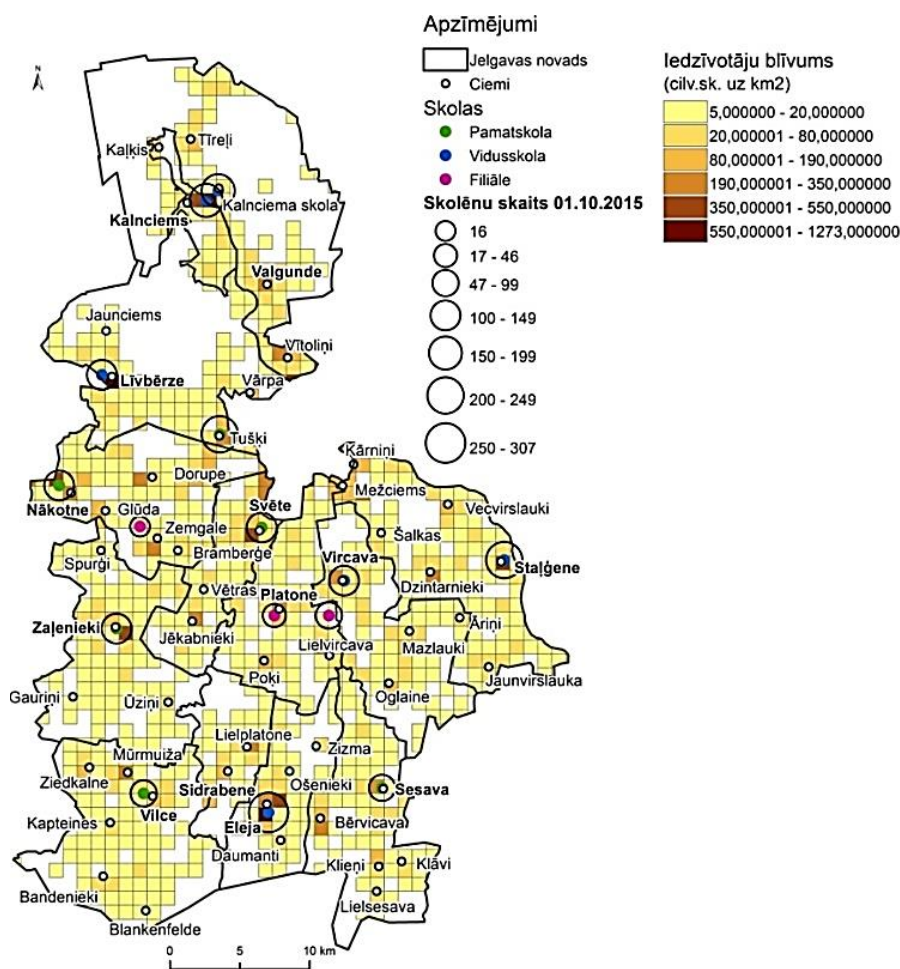 Apzīmējumi
Jelgavas novads
Ciemi
Skolas
Pamatskola
Vidusskola
Filiāle
Skolēnu skaits 01.10.2015
16
17 - 46
47 - 99
100 - 149
150 - 199
200 - 249
250 - 307
Iedzīvotāju blīvums
(cilv.sk. uz km2)
5,000000 - 20,000000
20,000001 - 80,000000
80,000001 - 190,000000
190,000001 - 350,000000
350,000001 - 550,000000
550,000001 - 1273,000000
N
Tīreļi
Kaļķis
Kalnciema skola
Kalnciems
Valgunde
Jaunciems
Vītoliņi
Līvbērze
Vārpa
Tušķi
Kārniņi
Dorupe
Mežciems
Nākotne
Glūda
Svēte
Vecvirslauki
Zemgale
Šalkas
Spurģi
Bramberģe
Vircava
Staļģene
Dzintarnieki
Vētras
Platone
Zaļenieki
Jēkabnieki
Āriņi
Mazlauki
Lielvircava
Poķi
Jaunvirslauka
Gauriņi
Ūziņi
Oglaine
Lielplatone
Zizma
Mūrmuiža
Ziedkalne
Sidrabene
Ošenieki
Sesava
Vilce
Kapteines
Eleja
Bērvicava
Daumanti
Klieņi
Klāvi
Bandenieki
Lielsesava
Blankenfelde
0 5 10 km